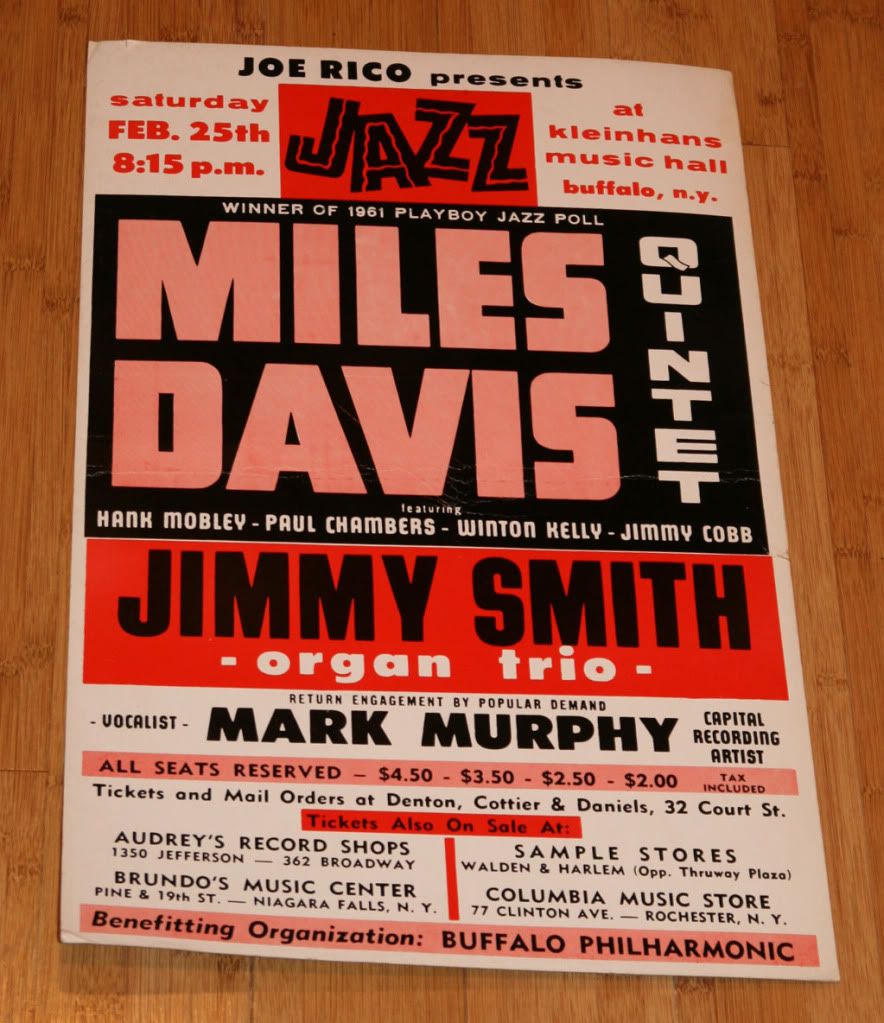 JOE RICO presents
saturday
FEB. 25th
8:15 p.m.
JAZZ
at
kleinhans
music hall
buffalo, n.y.
WINNER OF 1961 PLAYBOY JAZZ POLL
MILES
DAVIS
QUINTET
featuring
HANK MOBLEY - PAUL CHAMBERS - WINTON KELLY - JIMMY COBB
JIMMY SMITH
- organ trio -
RETURN ENGAGEMENT BY POPULAR DEMAND
- VOCALIST -
MARK MURPHY
CAPITAL
RECORDING
ARTIST
ALL SEATS RESERVED — $4.50 - $3.50 - $2.50 - $2.00
TAX
INCLUDED
Tickets and Mail Orders at Denton, Cottier & Daniels, 32 Court St.
Tickets Also On Sale At:
AUDREY'S RECORD SHOPS
1350 JEFFERSON — 362 BROADWAY
BRUNDO'S MUSIC CENTER
PINE & 19th ST. — NIAGARA FALLS, N. Y.
SAMPLE STORES
WALDEN & HARLEM (Opp. Thruway Plaza)
COLUMBIA MUSIC STORE
77 CLINTON AVE. — ROCHESTER, N. Y.
Benefitting Organization: BUFFALO PHILHARMONIC